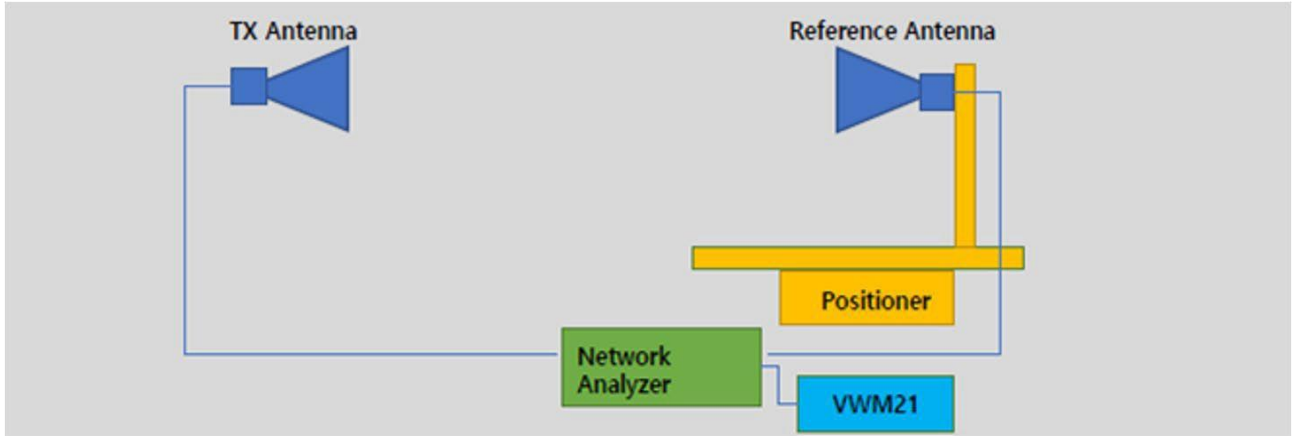 TX Antenna
Reference Antenna
Positioner
Network
Analyzer
VWM21